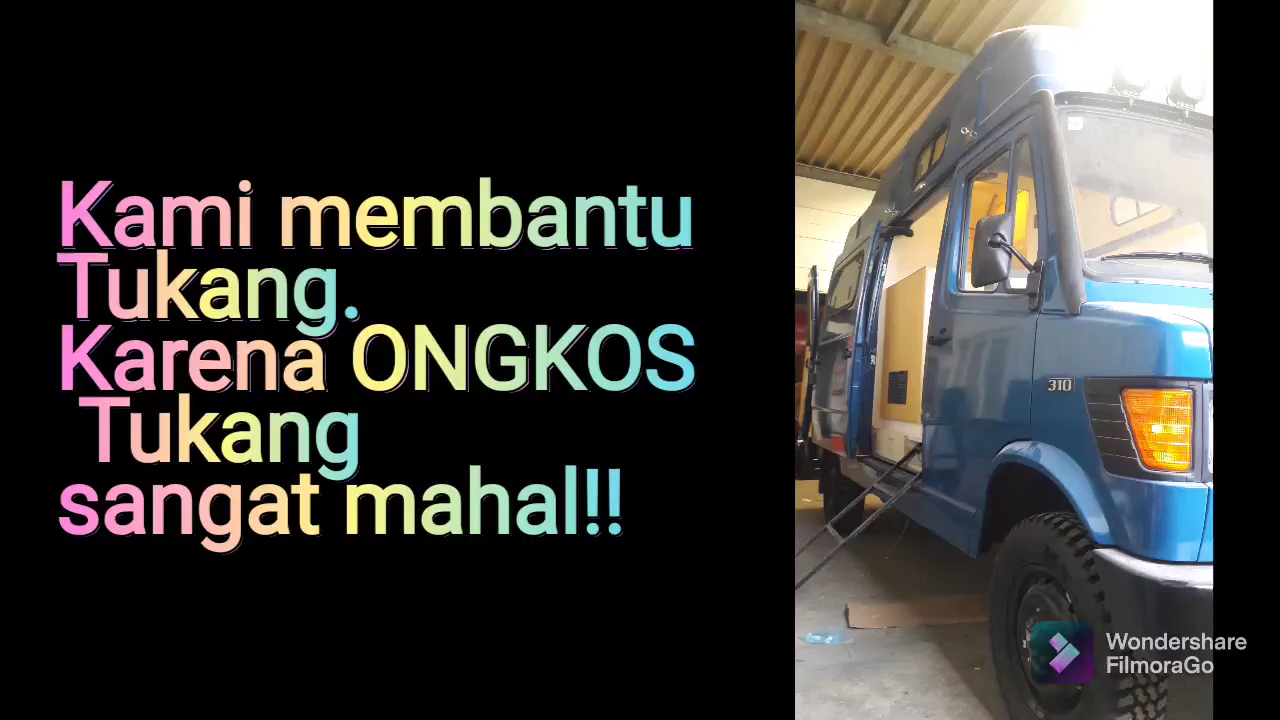 Kami membantu
Tukang.
Karena ONGKOS
Tukang
sangat mahal!!
310
Wondershare
FilmoraGo